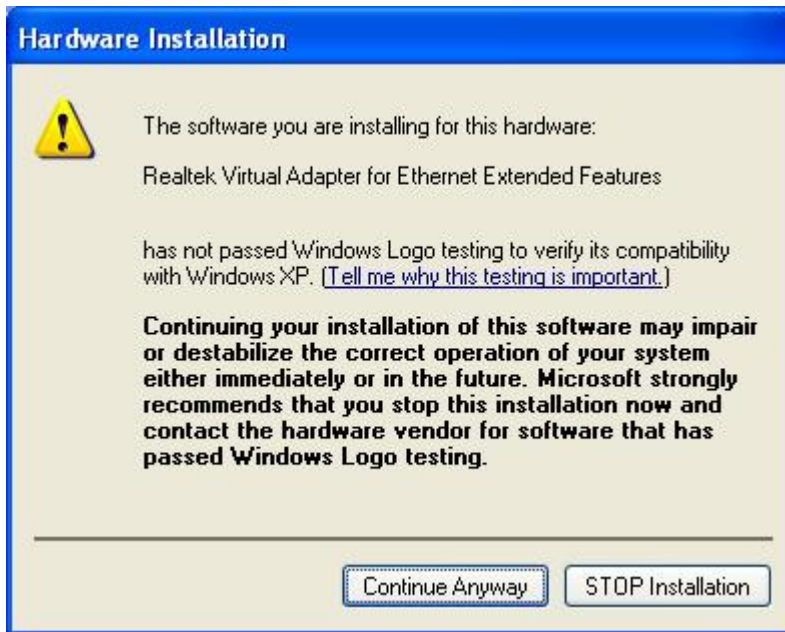 Hardware Installation
The software you are installing for this hardware:
Realtek Virtual Adapter for Ethernet Extended Features
has not passed Windows Logo testing to verify its compatibility
with Windows XP. (Tell me why this testing is important.)
Continuing your installation of this software may impair
or destabilize the correct operation of your system
either immediately or in the future. Microsoft strongly
recommends that you stop this installation now and
contact the hardware vendor for software that has
passed Windows Logo testing.
Continue Anyway
STOP Installation